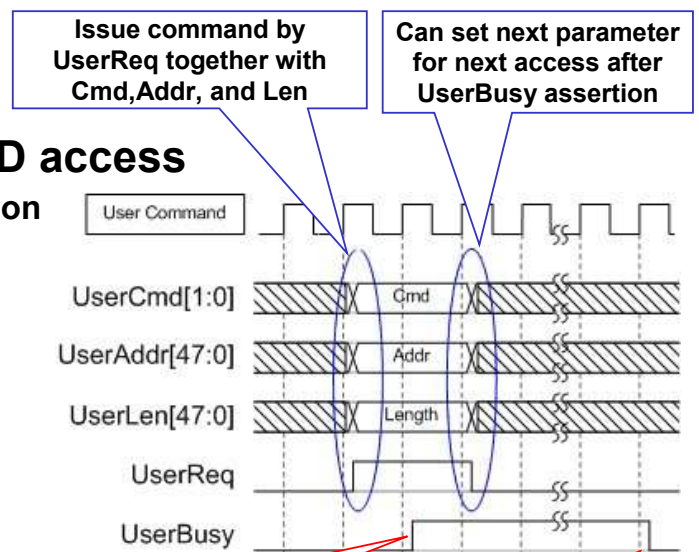 Issue command by
UserReq together with
Cmd,Addr, and Len
Can set next parameter
for next access after
UserBusy assertion
D access
on
User Command
UserCmd[1:0]
Cmd
UserAddr[47:0]
Addr
UserLen[47:0]
Length
UserReq
UserBusy